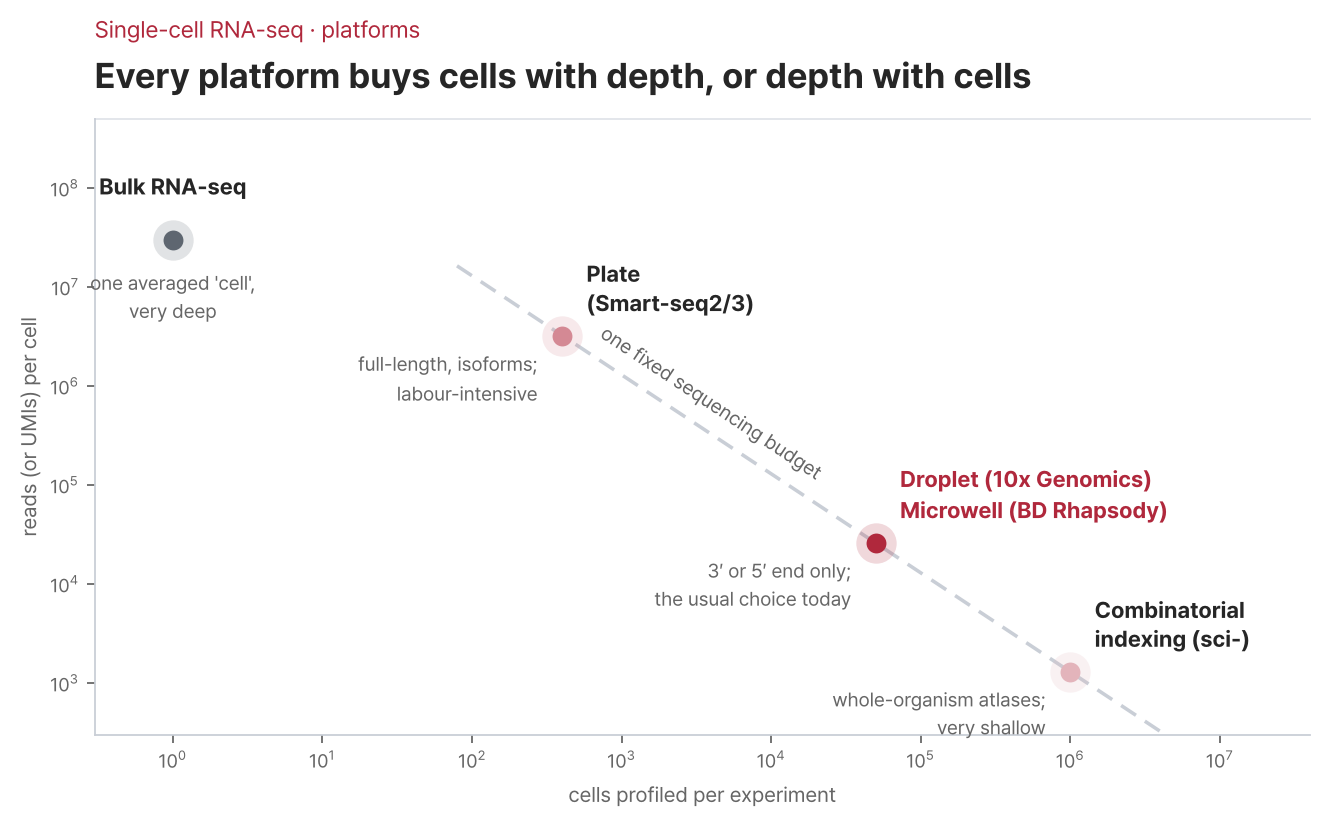 Single-cell RNA-seq · platforms
Every platform buys cells with depth, or depth with cells
10⁸
Bulk RNA-seq
one averaged 'cell',
very deep
10⁷
Plate
(Smart-seq2/3)
one fixed sequencing budget
full-length, isoforms;
labour-intensive
10⁶
reads (or UMIs) per cell
10⁵
Droplet (10x Genomics)
Microwell (BD Rhapsody)
3′ or 5′ end only;
the usual choice today
10⁴
Combinatorial
indexing (sci-)
10³
whole-organism atlases;
very shallow
10⁰ 10¹ 10² 10³ 10⁴ 10⁵ 10⁶ 10⁷
cells profiled per experiment